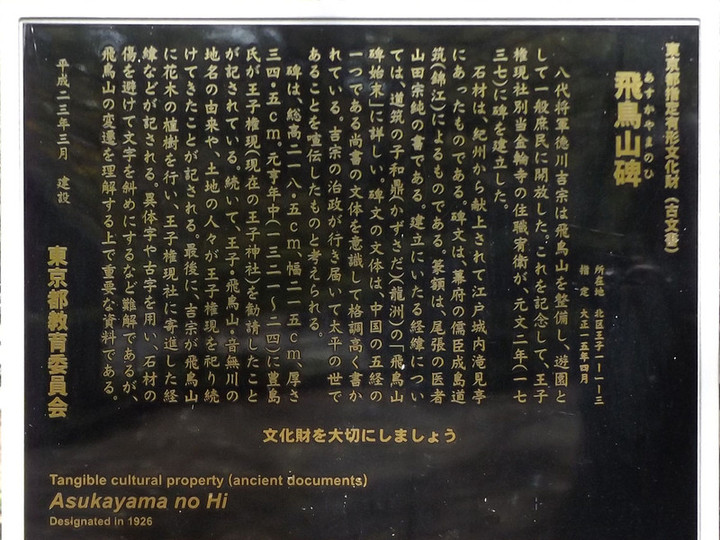 東京都指定有形文化財（古文書）
あすかやまのひ
飛鳥山碑
所在地　北区王子一ー一ー三
指　定　大正一五年四月
八代将軍徳川吉宗は飛鳥山を整備し、遊園と
して一般庶民に開放した。これを記念して、王子
権現社別当金輪寺の住職宥衛が、元文二年（一七
三七）に碑を建立した。
石材は、紀州から献上されて江戸城内滝見亭
にあったものである。碑文は、幕府の儒臣成島道
筑（錦江）によるものである。篆額は、尾張の医者
山田宗純の書である。建立にいたる経緯につい
ては、道筑の子和鼎（かずさだ）（龍洲）の「飛鳥山
碑始末」に詳しい。碑文の文体は、中国の五経の
一つである尚書の文体を意識して格調高く書か
れている。吉宗の治政が行き届いて太平の世で
あることを喧伝したものと考えられる。
碑は、総高二一八・五ｃｍ、幅二一五ｃｍ、厚さ
三四・五ｃｍ。元亨年中（一三二一～二四）に豊島
氏が王子権現（現在の王子神社）を勧請したこと
が記されている。続いて、王子・飛鳥山・音無川の
地名の由来や、土地の人々が王子権現を祀り続
けてきたことが記される。最後に、吉宗が飛鳥山
に花木の植樹を行い、王子権現社に寄進した経
緯などが記される。異体字や古字を用い、石材の
傷を避けて文字を斜めにするなど難解であるが、
飛鳥山の変遷を理解する上で重要な資料である。
平成二三年三月　建設
東京都教育委員会
文化財を大切にしましょう
Tangible cultural property (ancient documents)
Asukayama no Hi
Designated in 1926